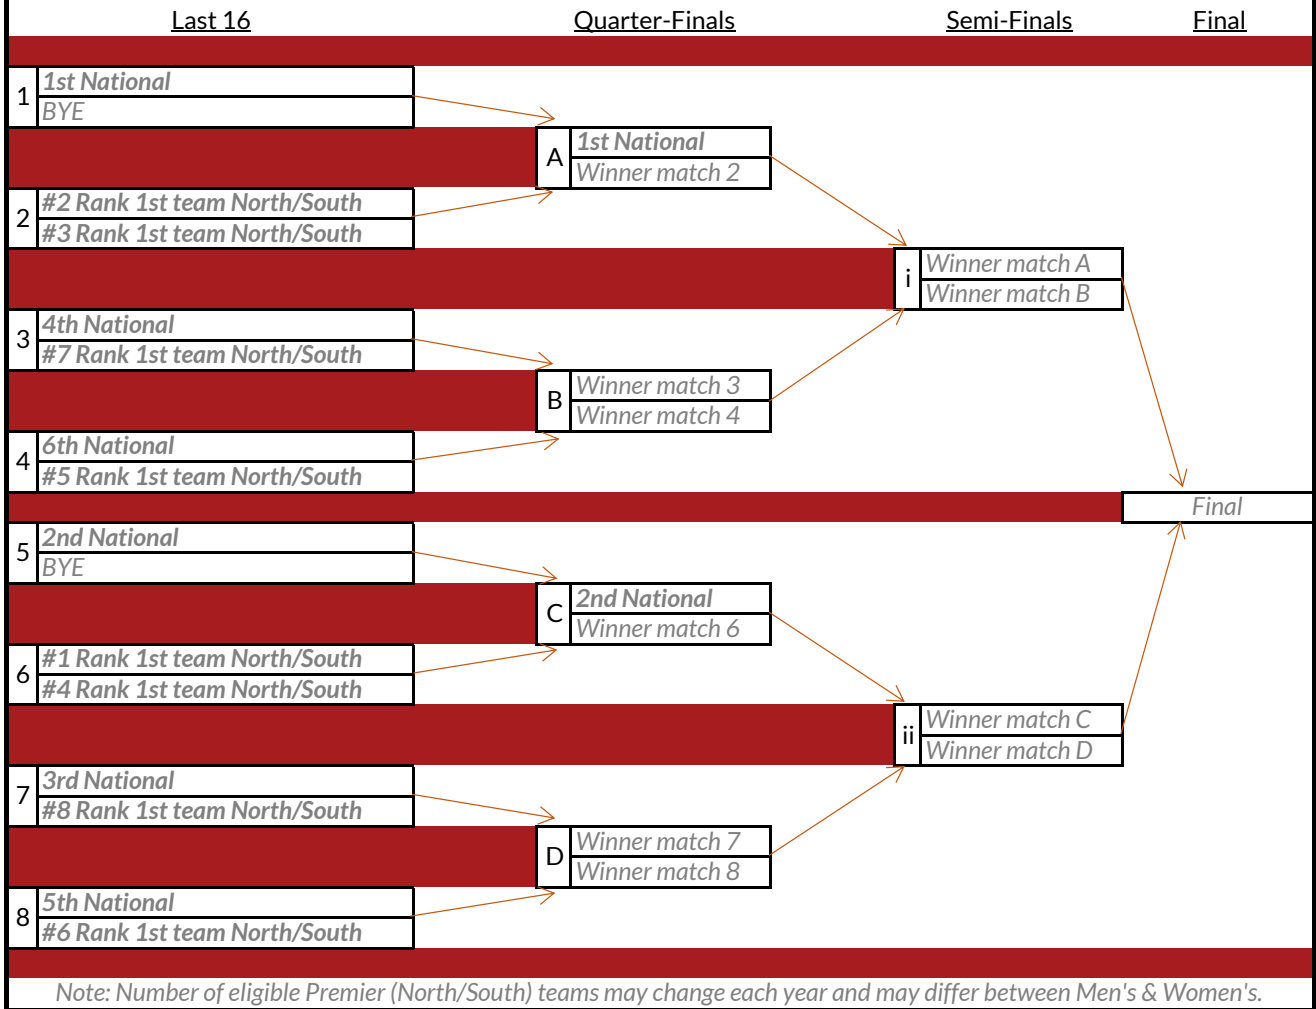 Last 16 Quarter-Finals Semi-Finals Final
1 1st National
BYE
A 1st National
Winner match 2
2 #2 Rank 1st team North/South
#3 Rank 1st team North/South
i Winner match A
Winner match B
3 4th National
#7 Rank 1st team North/South
B Winner match 3
Winner match 4
4 6th National
#5 Rank 1st team North/South
Final
5 2nd National
BYE
C 2nd National
Winner match 6
6 #1 Rank 1st team North/South
#4 Rank 1st team North/South
ii Winner match C
Winner match D
7 3rd National
#8 Rank 1st team North/South
D Winner match 7
Winner match 8
8 5th National
#6 Rank 1st team North/South
Note: Number of eligible Premier (North/South) teams may change each year and may differ between Men's & Women's.